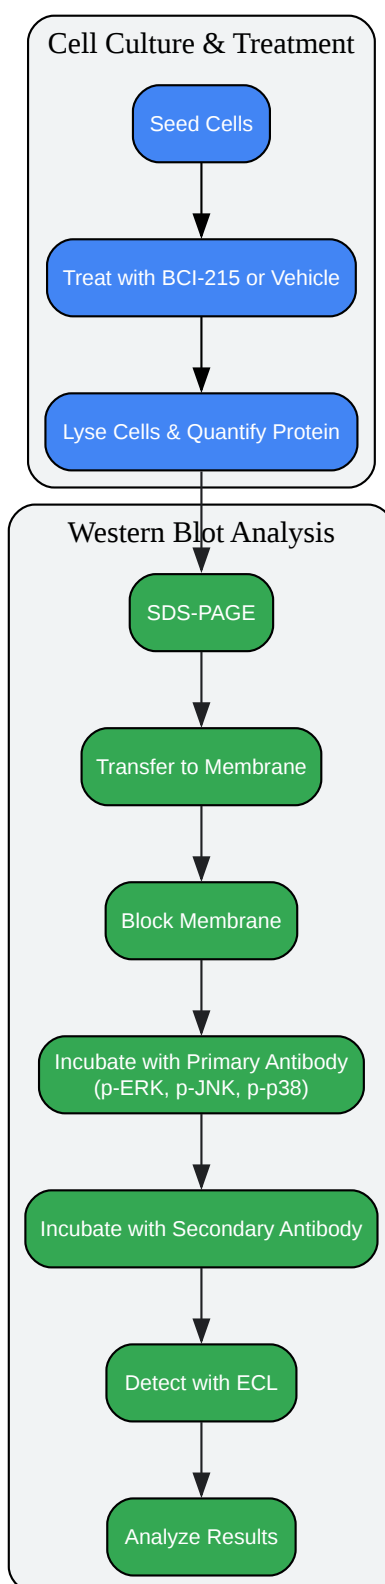 Cell Culture & Treatment
Seed Cells
Treat with BCI-215 or Vehicle
Lyse Cells & Quantify Protein
Western Blot Analysis
SDS-PAGE
Transfer to Membrane
Block Membrane
Incubate with Primary Antibody
(p-ERK, p-JNK, p-p38)
Incubate with Secondary Antibody
Detect with ECL
Analyze Results